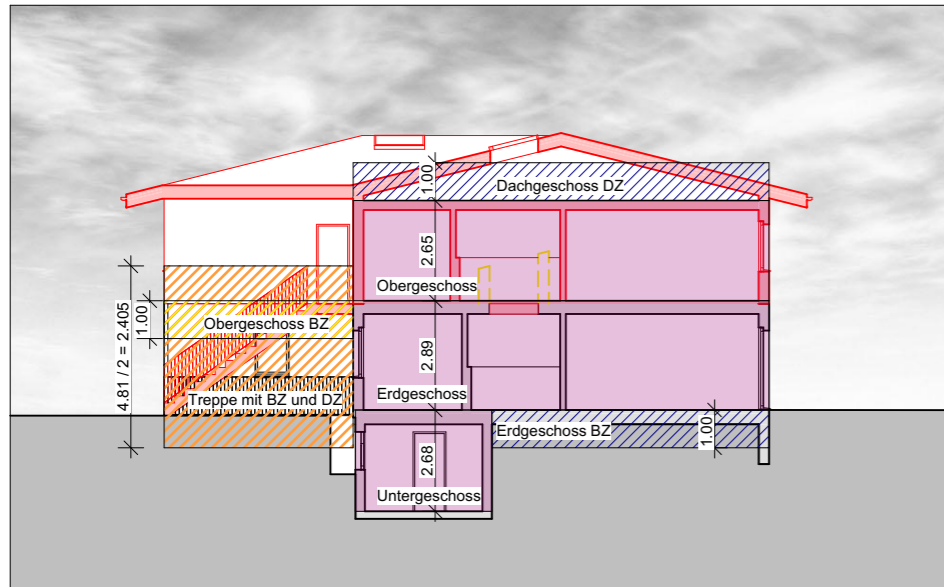 1.00
Dachgeschoss DZ
2.65
Obergeschoss
4.81 / 2 = 2.405
1.00
Obergeschoss BZ
2.89
Erdgeschoss
Treppe mit BZ und DZ
Erdgeschoss BZ
1.00
2.68
Untergeschoss